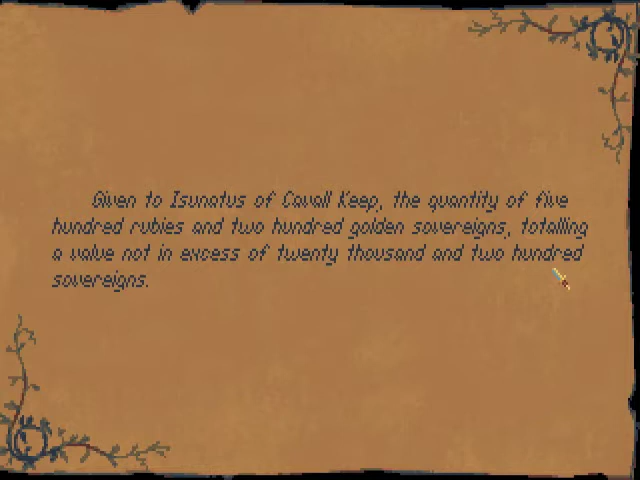 Given to Isunatus of Cavall Keep, the quantity of five
hundred rubies and two hundred golden sovereigns, totalling
a value not in excess of twenty thousand and two hundred
sovereigns.